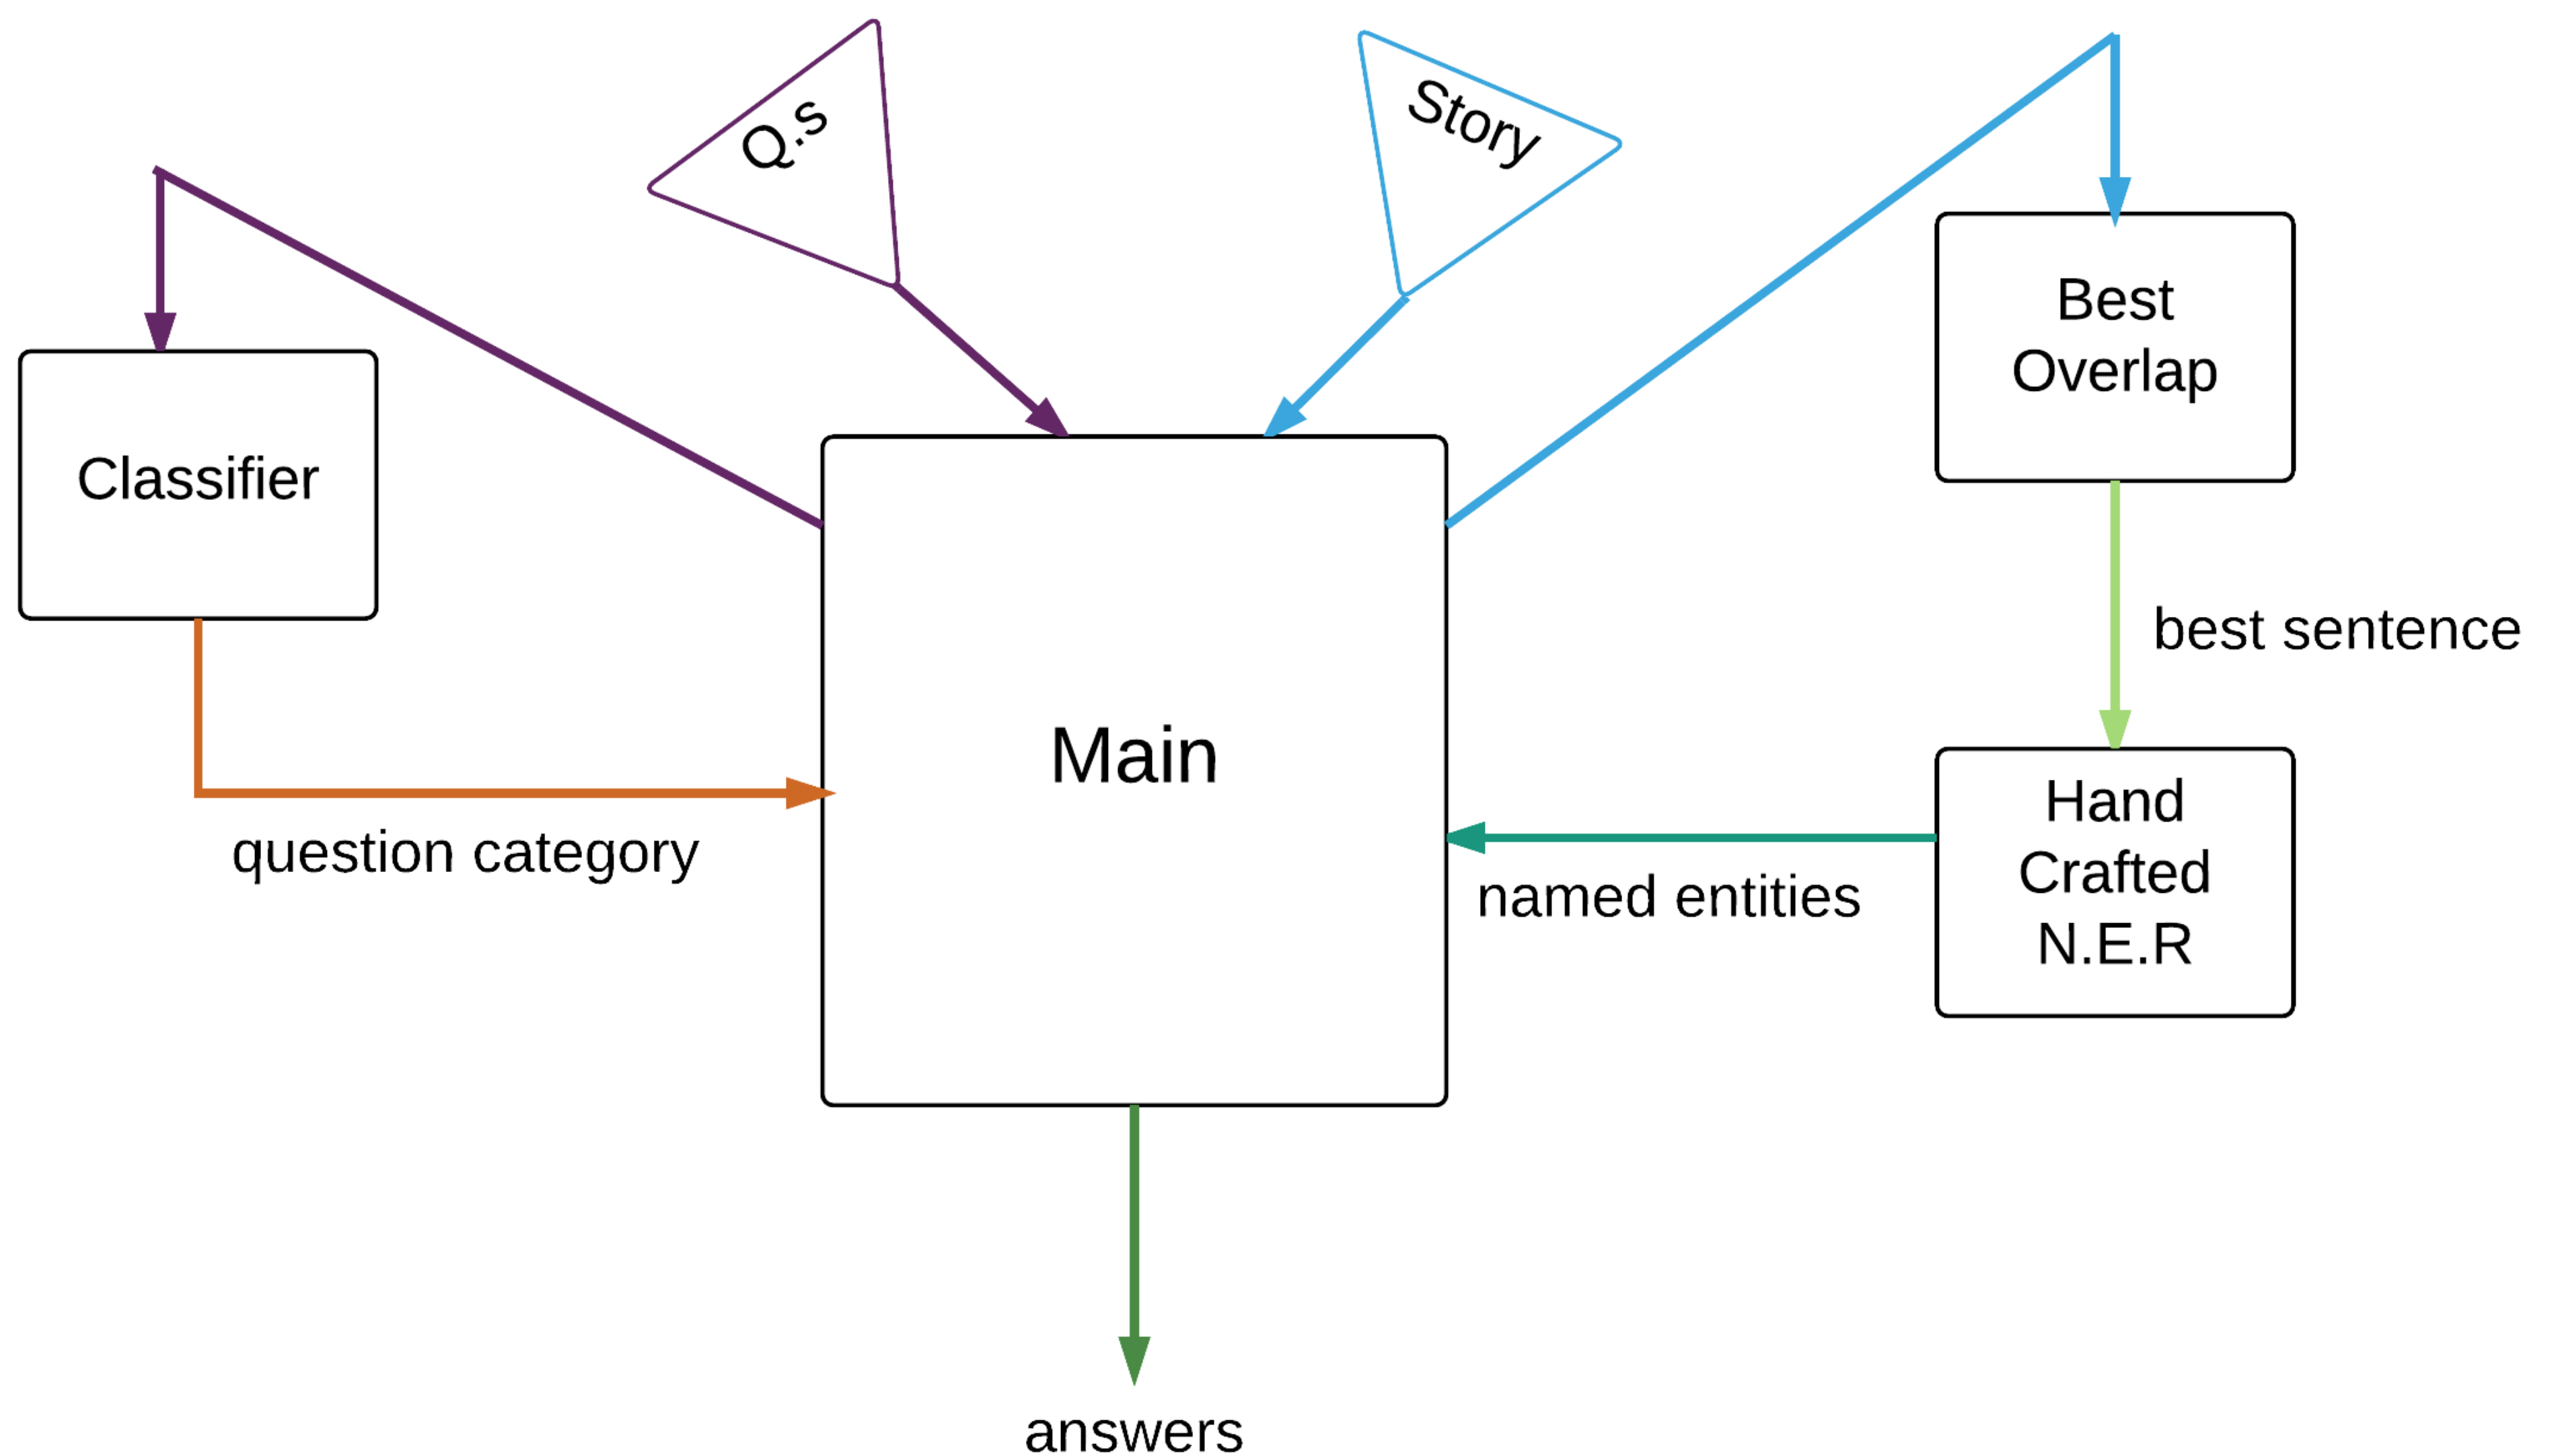 Q.s
Story
Best
Overlap
Classifier
best sentence
Main
Hand
Crafted
N.E.R
question category
named entities
answers